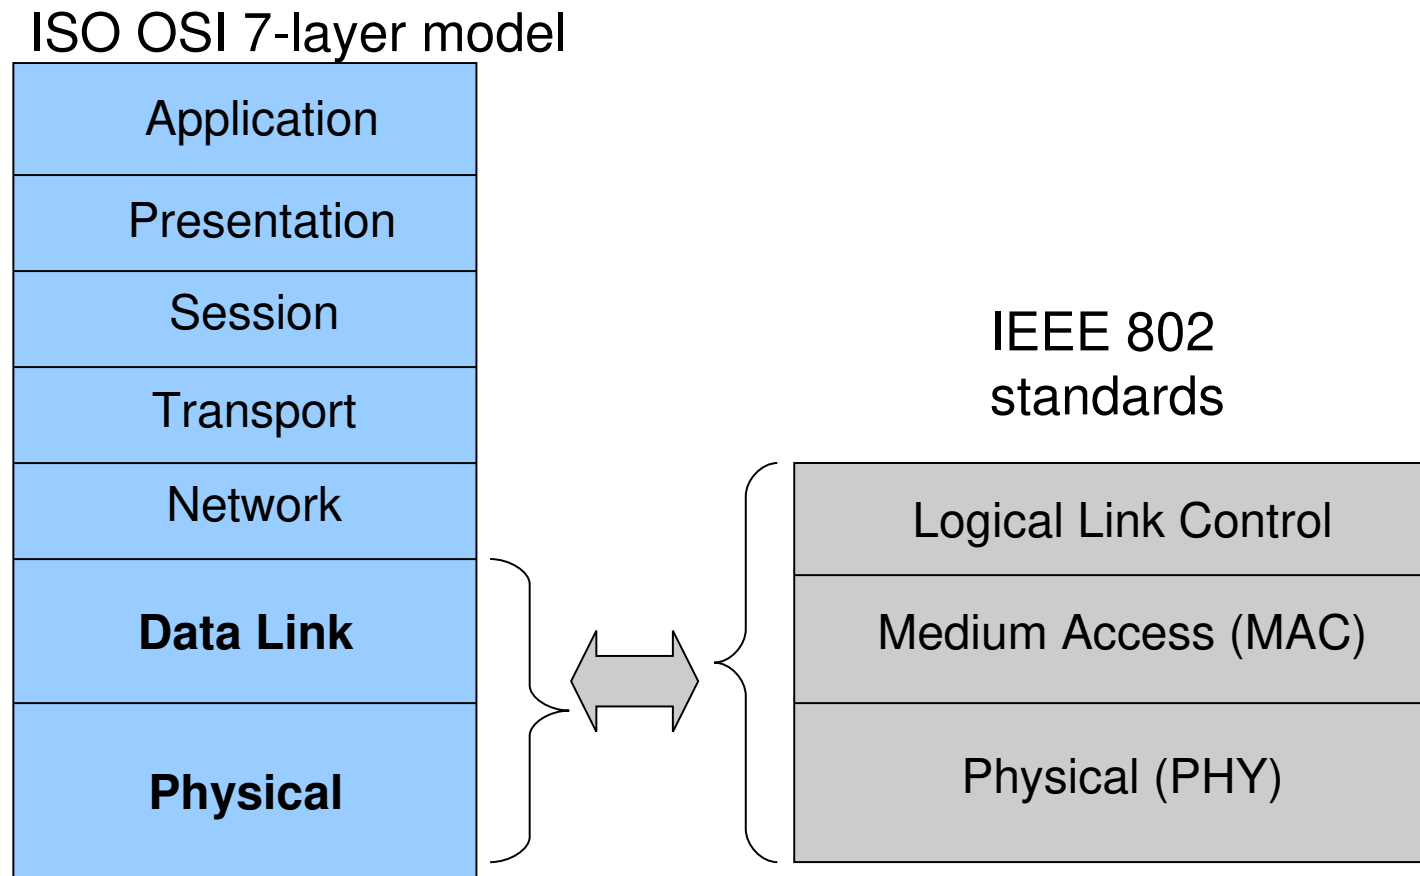 ISO OSI 7-layer model
Application
Presentation
Session
Transport
Network
Data Link
Physical
IEEE 802
standards
Logical Link Control
Medium Access (MAC)
Physical (PHY)